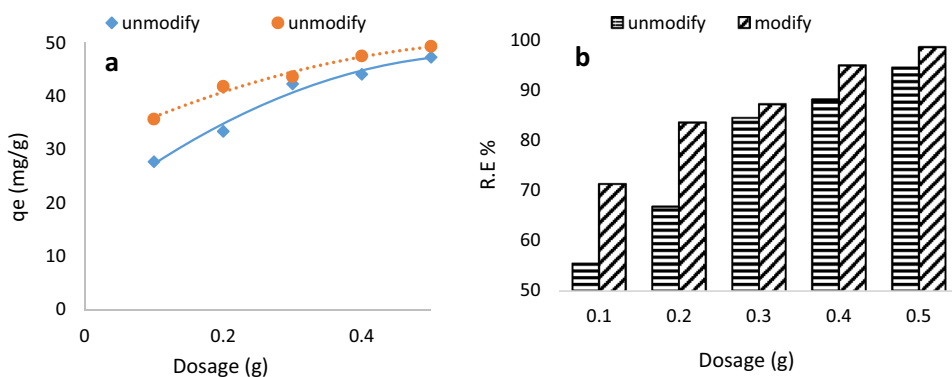 unmodify unmodify
a
50
40
30
20
10
0
qe (mg/g)
0 0.2 0.4
Dosage (g)
unmodify modify
b
100
90
80
70
60
50
R.E %
0.1 0.2 0.3 0.4 0.5
Dosage (g)